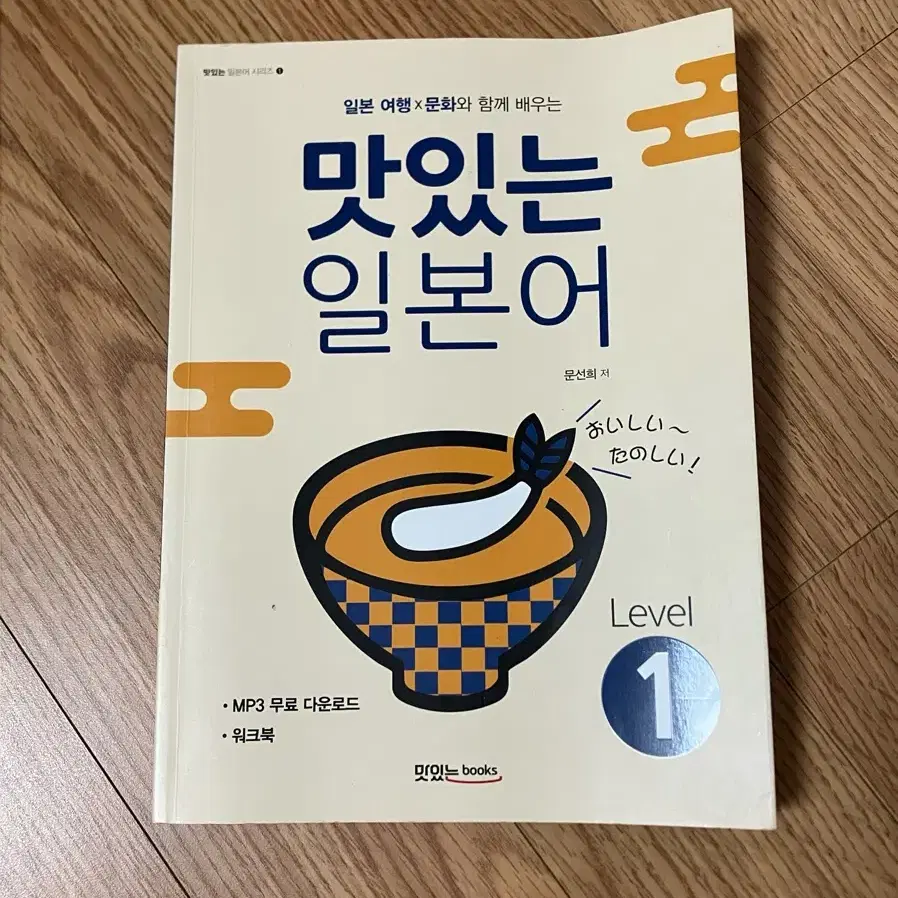 맛있는 일본어 시리즈 ❶
일본 여행 x 문화와 함께 배우는
맛있는
일본어
문선희 저
おいしい～
たのしい!
Level
1
• MP3 무료 다운로드
• 워크북
맛있는 books